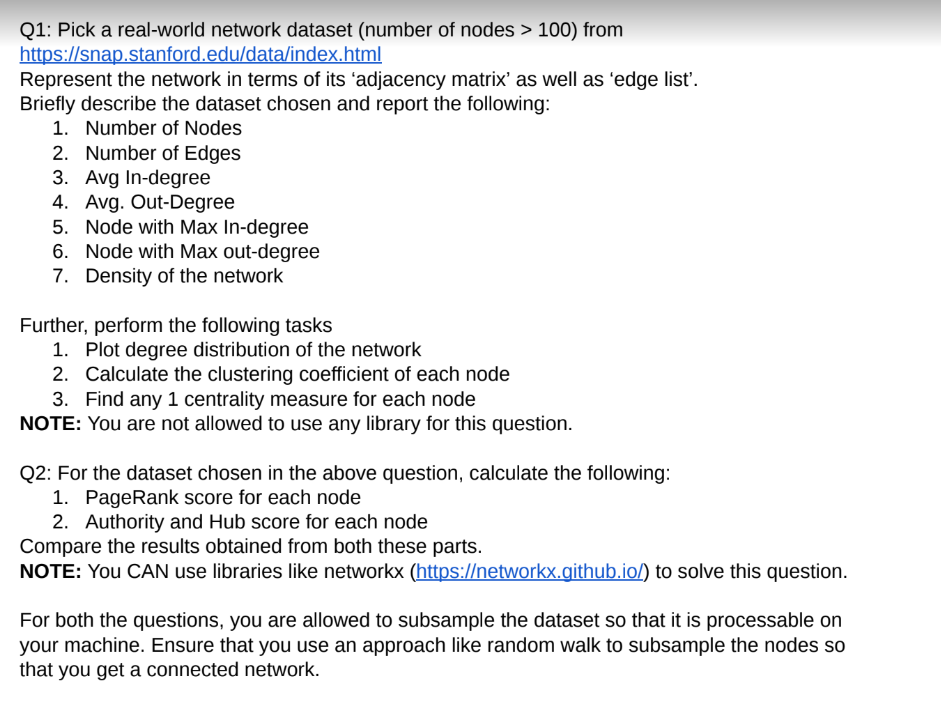 Q1: Pick a real-world network dataset (number of nodes > 100) from
https://snap.stanford.edu/data/index.html
Represent the network in terms of its ‘adjacency matrix’ as well as ‘edge list’.
Briefly describe the dataset chosen and report the following:
1. Number of Nodes
2. Number of Edges
3. Avg In-degree
4. Avg. Out-Degree
5. Node with Max In-degree
6. Node with Max out-degree
7. Density of the network
Further, perform the following tasks
1. Plot degree distribution of the network
2. Calculate the clustering coefficient of each node
3. Find any 1 centrality measure for each node
NOTE: You are not allowed to use any library for this question.
Q2: For the dataset chosen in the above question, calculate the following:
1. PageRank score for each node
2. Authority and Hub score for each node
Compare the results obtained from both these parts.
NOTE: You CAN use libraries like networkx (https://networkx.github.io/) to solve this question.
For both the questions, you are allowed to subsample the dataset so that it is processable on
your machine. Ensure that you use an approach like random walk to subsample the nodes so
that you get a connected network.